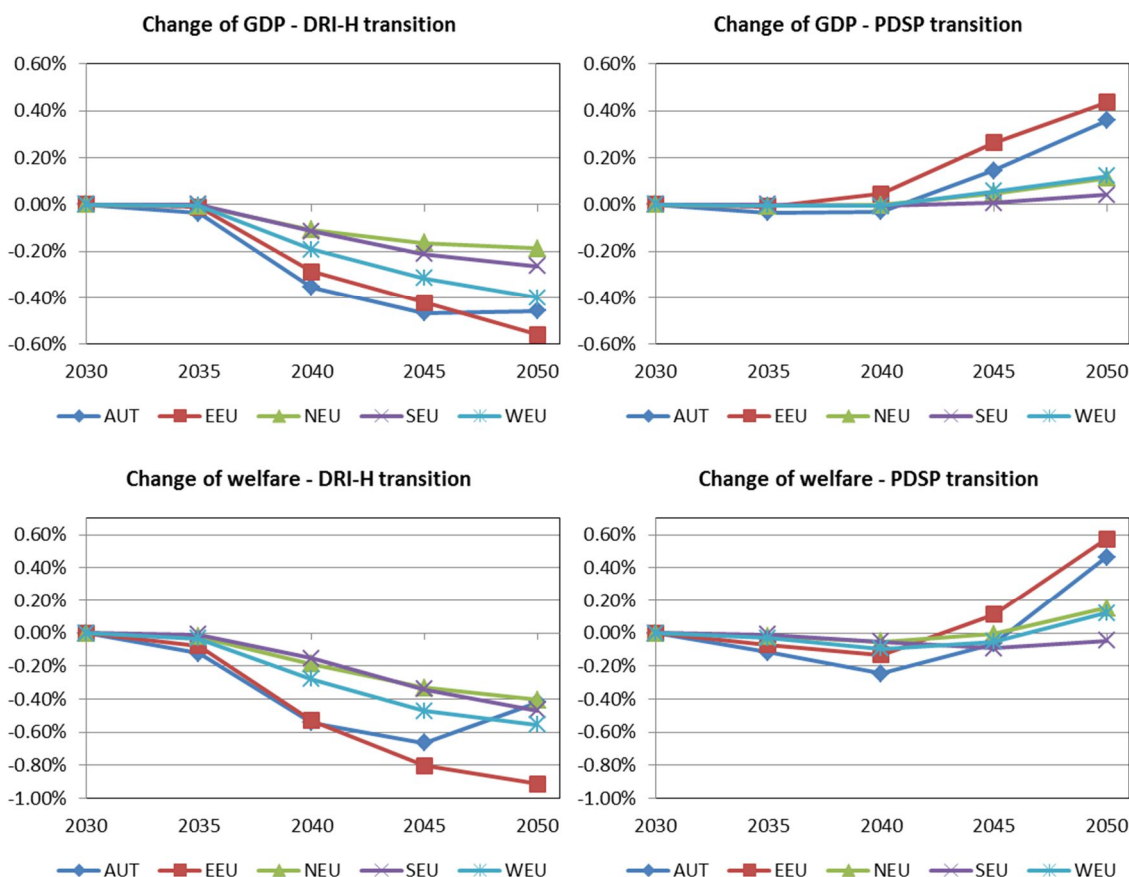 Change of GDP - DRI-H transition
0.60%
0.40%
0.20%
0.00%
-0.20%
-0.40%
-0.60%
2030 2035 2040 2045 2050
AUT EEU NEU SEU WEU
Change of GDP - PDSP transition
0.60%
0.40%
0.20%
0.00%
-0.20%
-0.40%
-0.60%
2030 2035 2040 2045 2050
AUT EEU NEU SEU WEU
Change of welfare - DRI-H transition
0.60%
0.40%
0.20%
0.00%
-0.20%
-0.40%
-0.60%
-0.80%
-1.00%
2030 2035 2040 2045 2050
AUT EEU NEU SEU WEU
Change of welfare - PDSP transition
0.60%
0.40%
0.20%
0.00%
-0.20%
-0.40%
-0.60%
-0.80%
-1.00%
2030 2035 2040 2045 2050
AUT EEU NEU SEU WEU